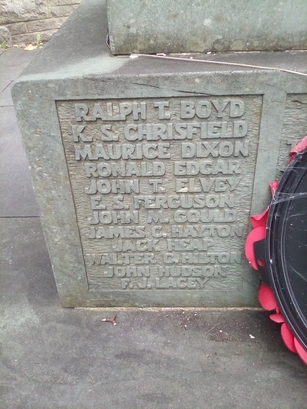 RALPH T. BOYD
K. S. CHRISFIELD
MAURICE DIXON
RONALD EDGAR
JOHN T. ELVEY
E. S. FERGUSON
JOHN M. GOULD
JAMES C. HAYTON
JACK HEAP
WALTER G. HILTON
JOHN HUDSON
F. J. LACEY